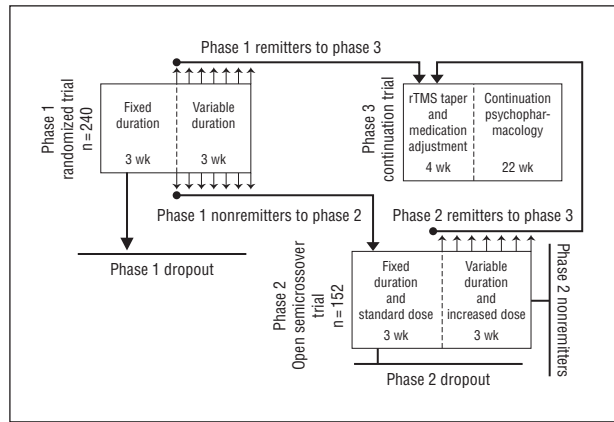 Phase 1 remitters to phase 3
Phase 1
randomized trial
n = 240
Fixed
duration
3 wk
Variable
duration
3 wk
Phase 3
continuation trial
rTMS taper
and
medication
adjustment
4 wk
Continuation
psychophar-
macology
22 wk
Phase 1 nonremitters to phase 2
Phase 2 remitters to phase 3
Phase 1 dropout
Phase 2
Open semicrossover
trial
n = 152
Fixed
duration
and
standard dose
3 wk
Variable
duration
and
increased dose
3 wk
Phase 2 nonremitters
Phase 2 dropout